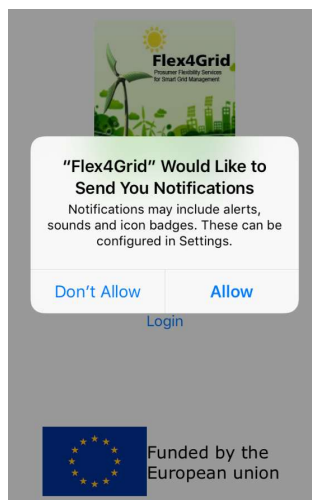 Flex4Grid
Prosumer Flexibility Services
for Smart Grid Management
“Flex4Grid” Would Like to
Send You Notifications
Notifications may include alerts,
sounds and icon badges. These can be
configured in Settings.
Don’t Allow
Allow
Login
Funded by the
European union